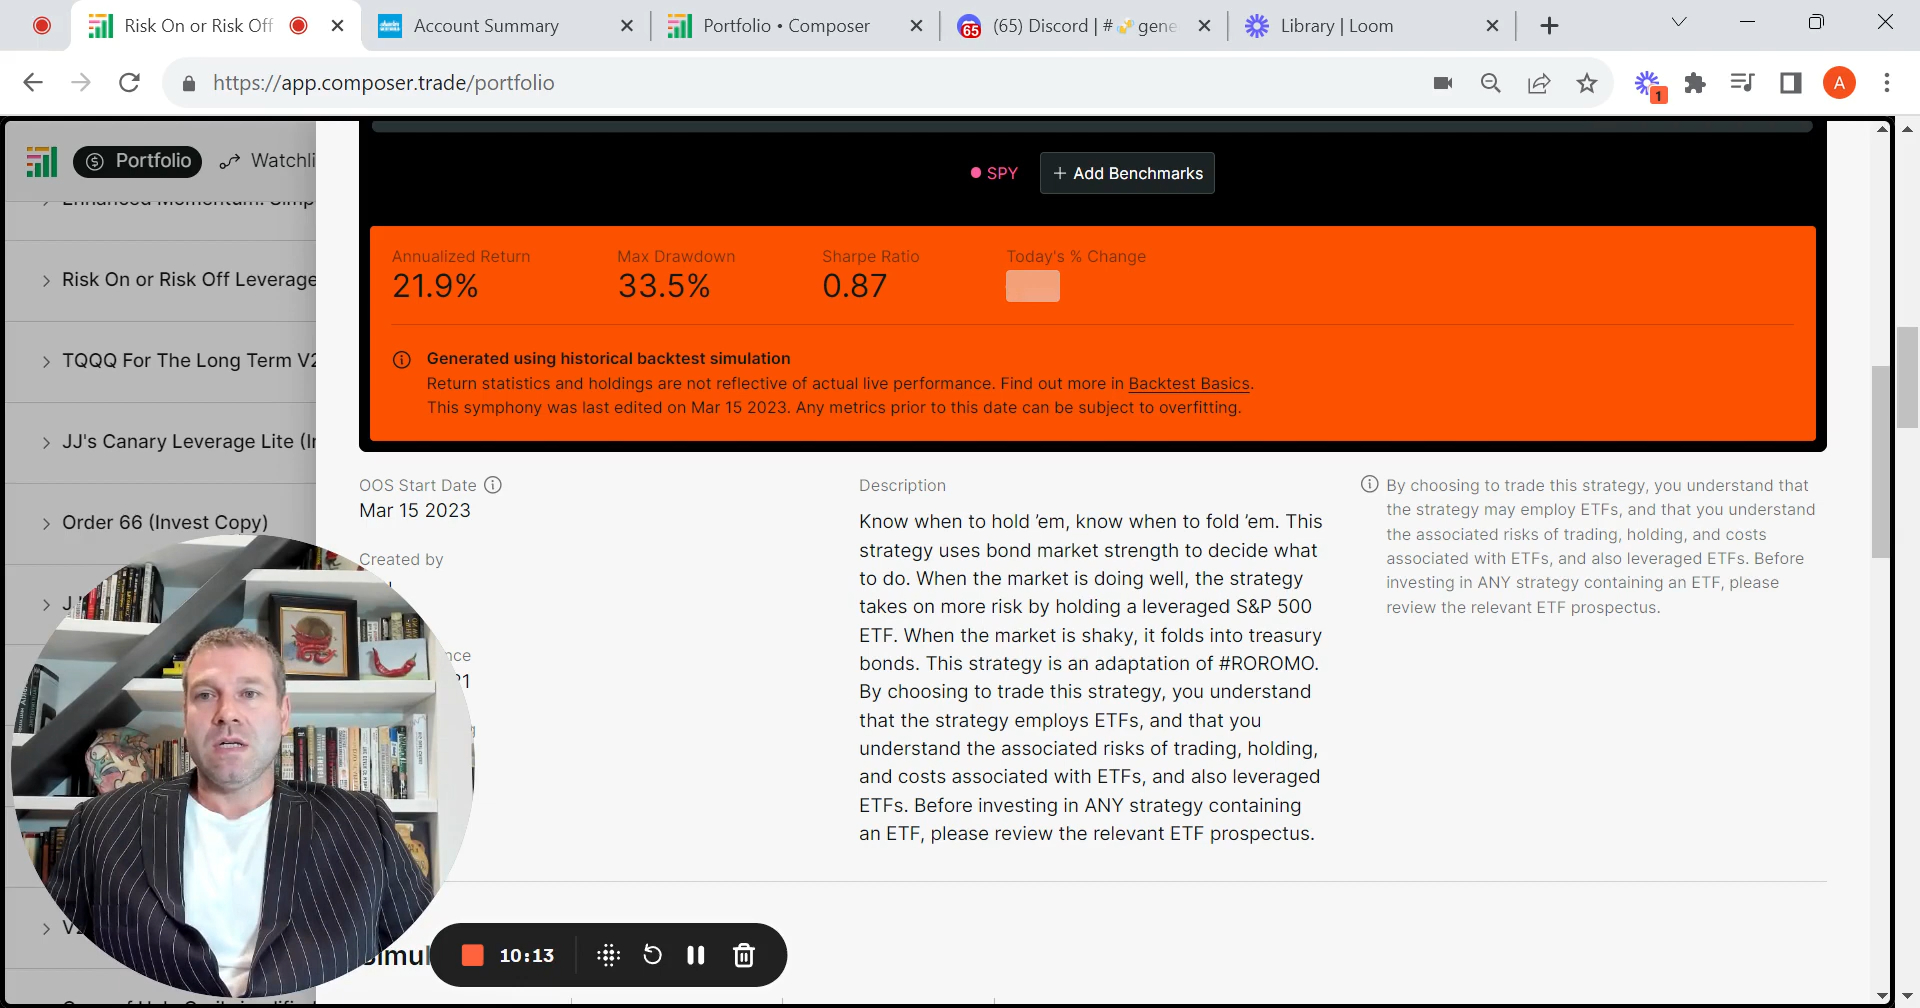 Risk On or Risk Off
Account Summary
Portfolio • Composer
65
(65) Discord | # gene
Library | Loom
https://app.composer.trade/portfolio
1
A
Portfolio
Watchli
Enhanced Momentum: Simp
Risk On or Risk Off Leverage
TQQQ For The Long Term V2
JJ's Canary Leverage Lite (I
Order 66 (Invest Copy)
SPY
+ Add Benchmarks
Annualized Return
21.9%
Max Drawdown
33.5%
Sharpe Ratio
0.87
Today's % Change
Generated using historical backtest simulation
Return statistics and holdings are not reflective of actual live performance. Find out more in Backtest Basics.
This symphony was last edited on Mar 15 2023. Any metrics prior to this date can be subject to overfitting.
OOS Start Date
Mar 15 2023
Created by
nce
21
Description
Know when to hold ’em, know when to fold ’em. This
strategy uses bond market strength to decide what
to do. When the market is doing well, the strategy
takes on more risk by holding a leveraged S&P 500
ETF. When the market is shaky, it folds into treasury
bonds. This strategy is an adaptation of #ROROMO.
By choosing to trade this strategy, you understand
that the strategy employs ETFs, and that you
understand the associated risks of trading, holding,
and costs associated with ETFs, and also leveraged
ETFs. Before investing in ANY strategy containing
an ETF, please review the relevant ETF prospectus.
By choosing to trade this strategy, you understand that
the strategy may employ ETFs, and that you understand
the associated risks of trading, holding, and costs
associated with ETFs, and also leveraged ETFs. Before
investing in ANY strategy containing an ETF, please
review the relevant ETF prospectus.
Simul
10:13